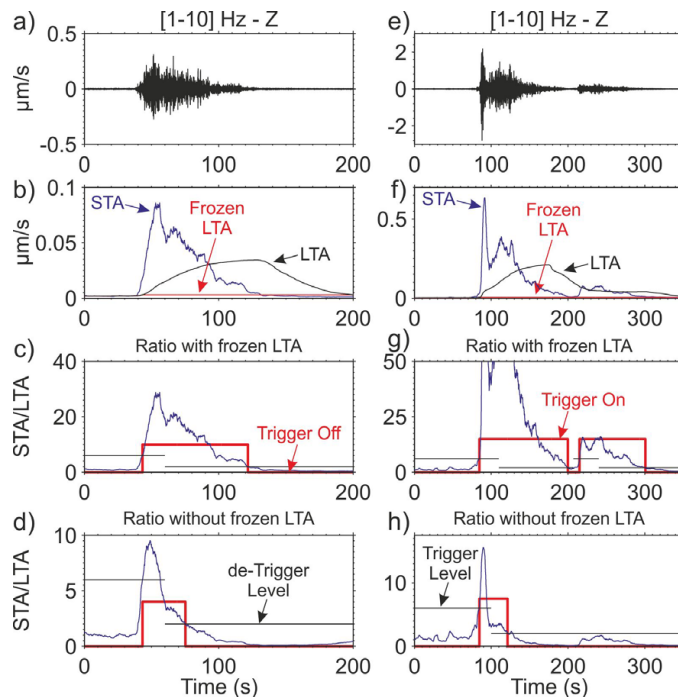 a) [1-10] Hz - Z
0.5
0
-0.5
µm/s
0 100 200
b)
0.1
0.05
0
µm/s
STA
Frozen
LTA
LTA
0 100 200
c) Ratio with frozen LTA
40
20
0
STA/LTA
Trigger Off
0 100 200
d) Ratio without frozen LTA
10
5
0
STA/LTA
de-Trigger
Level
0 100 200
Time (s)
e) [1-10] Hz - Z
2
0
-2
0 100 200 300
f)
0.5
0
STA
Frozen
LTA
LTA
0 100 200 300
g) Ratio with frozen LTA
50
25
0
Trigger On
0 100 200 300
h) Ratio without frozen LTA
10
5
0
Trigger
Level
0 100 200 300
Time (s)